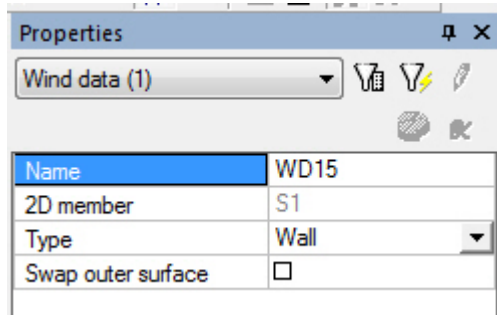 Properties
Wind data (1)
Name WD15
2D member S1
Type Wall
Swap outer surface